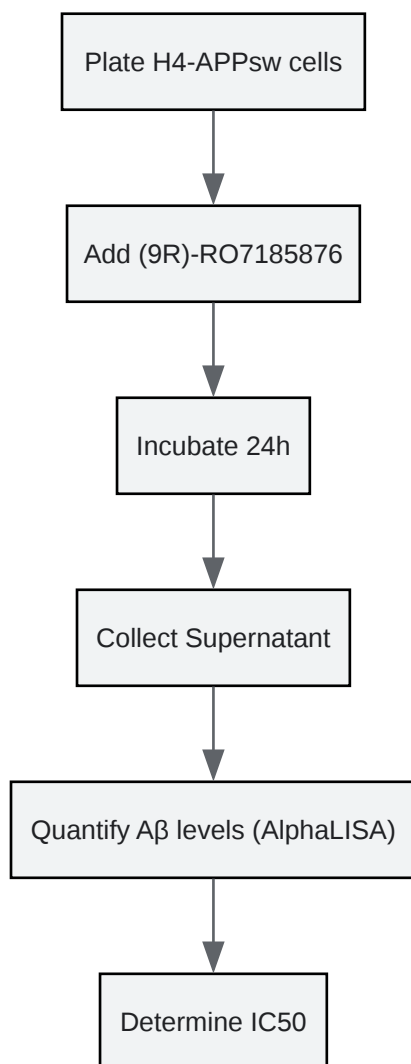 Plate H4-APPsw cells
Add (9R)-RO7185876
Incubate 24h
Collect Supernatant
Quantify Aβ levels (AlphaLISA)
Determine IC50